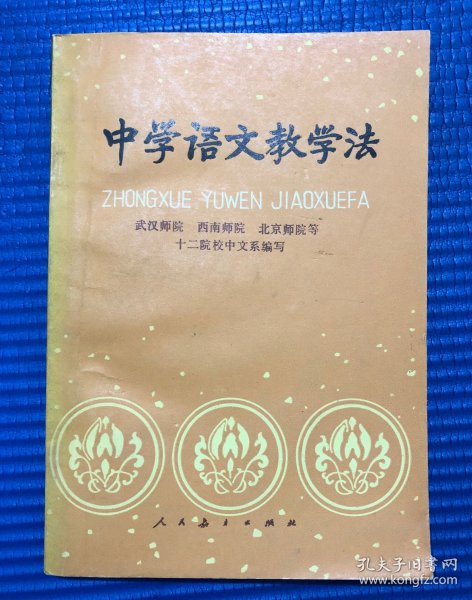 中学语文教学法
ZHONGXUE YUWEN JIAOXUEFA
武汉师院 西南师院 北京师院等
十二院校中文系编写
人民教育出版社
孔夫子旧书网
www.kongfz.com